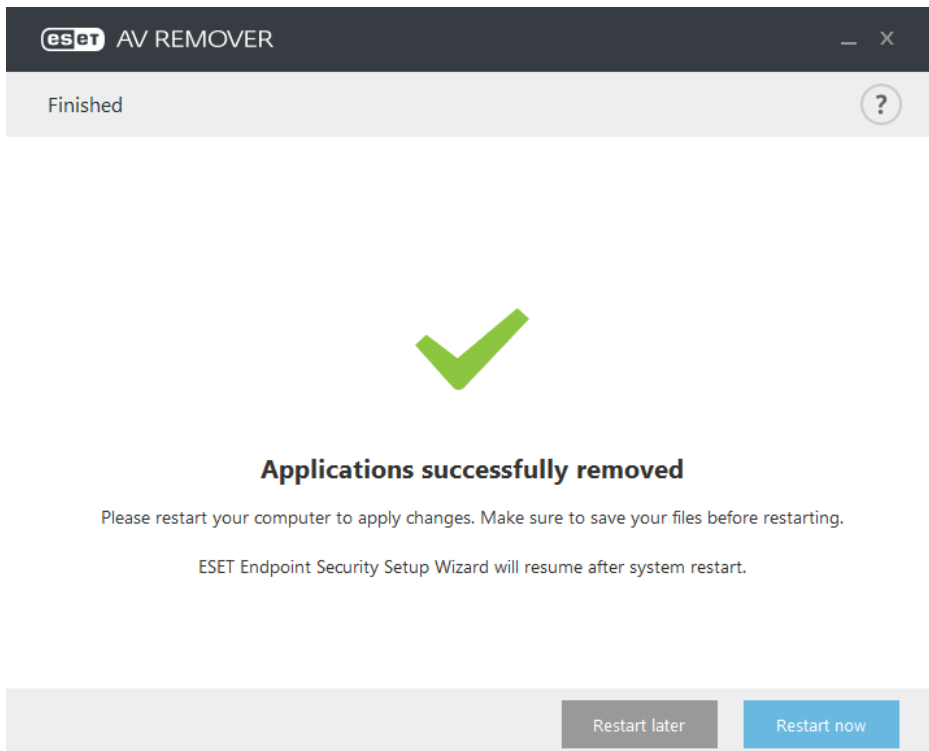 eset AV REMOVER
Finished
?
Applications successfully removed
Please restart your computer to apply changes. Make sure to save your files before restarting.
ESET Endpoint Security Setup Wizard will resume after system restart.
Restart later Restart now